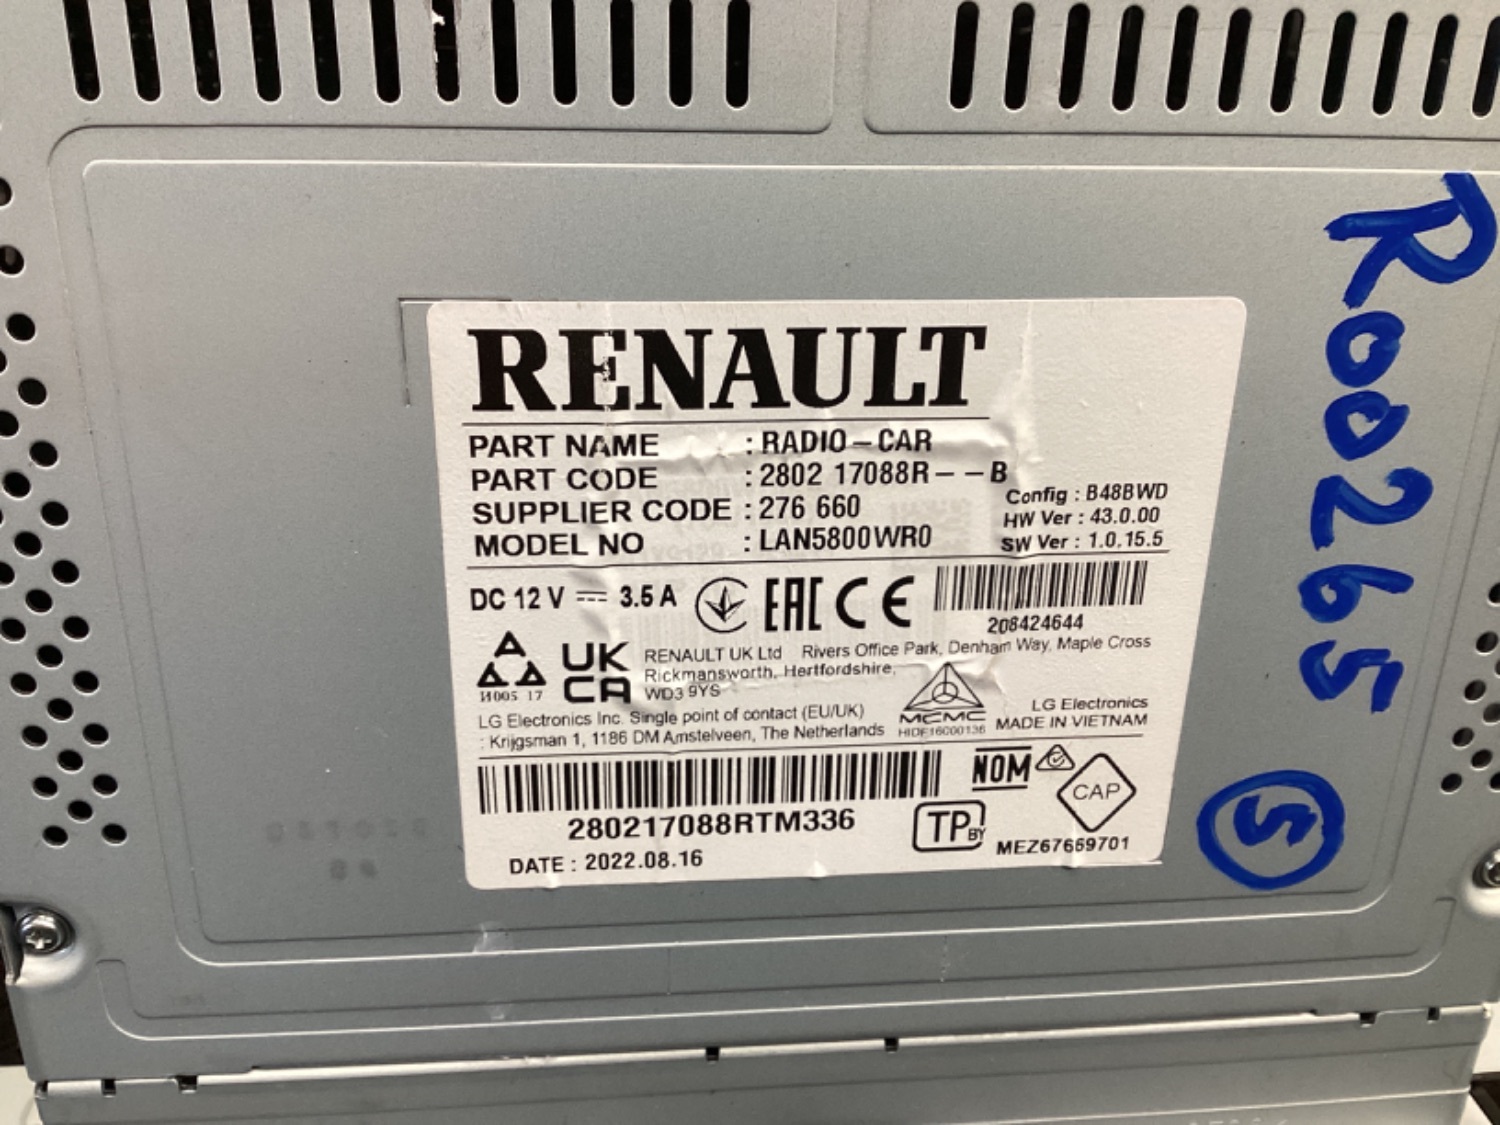 RENAULT
PART NAME : RADIO-CAR
PART CODE : 2802 17088R--B
SUPPLIER CODE : 276 660
MODEL NO : LAN5800WR0
Config : B48BWD
HW Ver : 43.0.00
SW Ver : 1.0.15.5
DC 12 V 3.5 A EAC CE
208424644
A
И005 17
UK
CA
RENAULT UK Ltd Rivers Office Park, Denham Way, Maple Cross
Rickmansworth, Hertfordshire,
WD3 9YS
MCMC
HIDF16000136
LG Electronics Inc. Single point of contact (EU/UK)
: Krijgsman 1, 1186 DM Amstelveen, The Netherlands
LG Electronics
MADE IN VIETNAM
280217088RTM336
DATE : 2022.08.16
NOM
CAP
TP BY
MEZ67669701
R00265
5